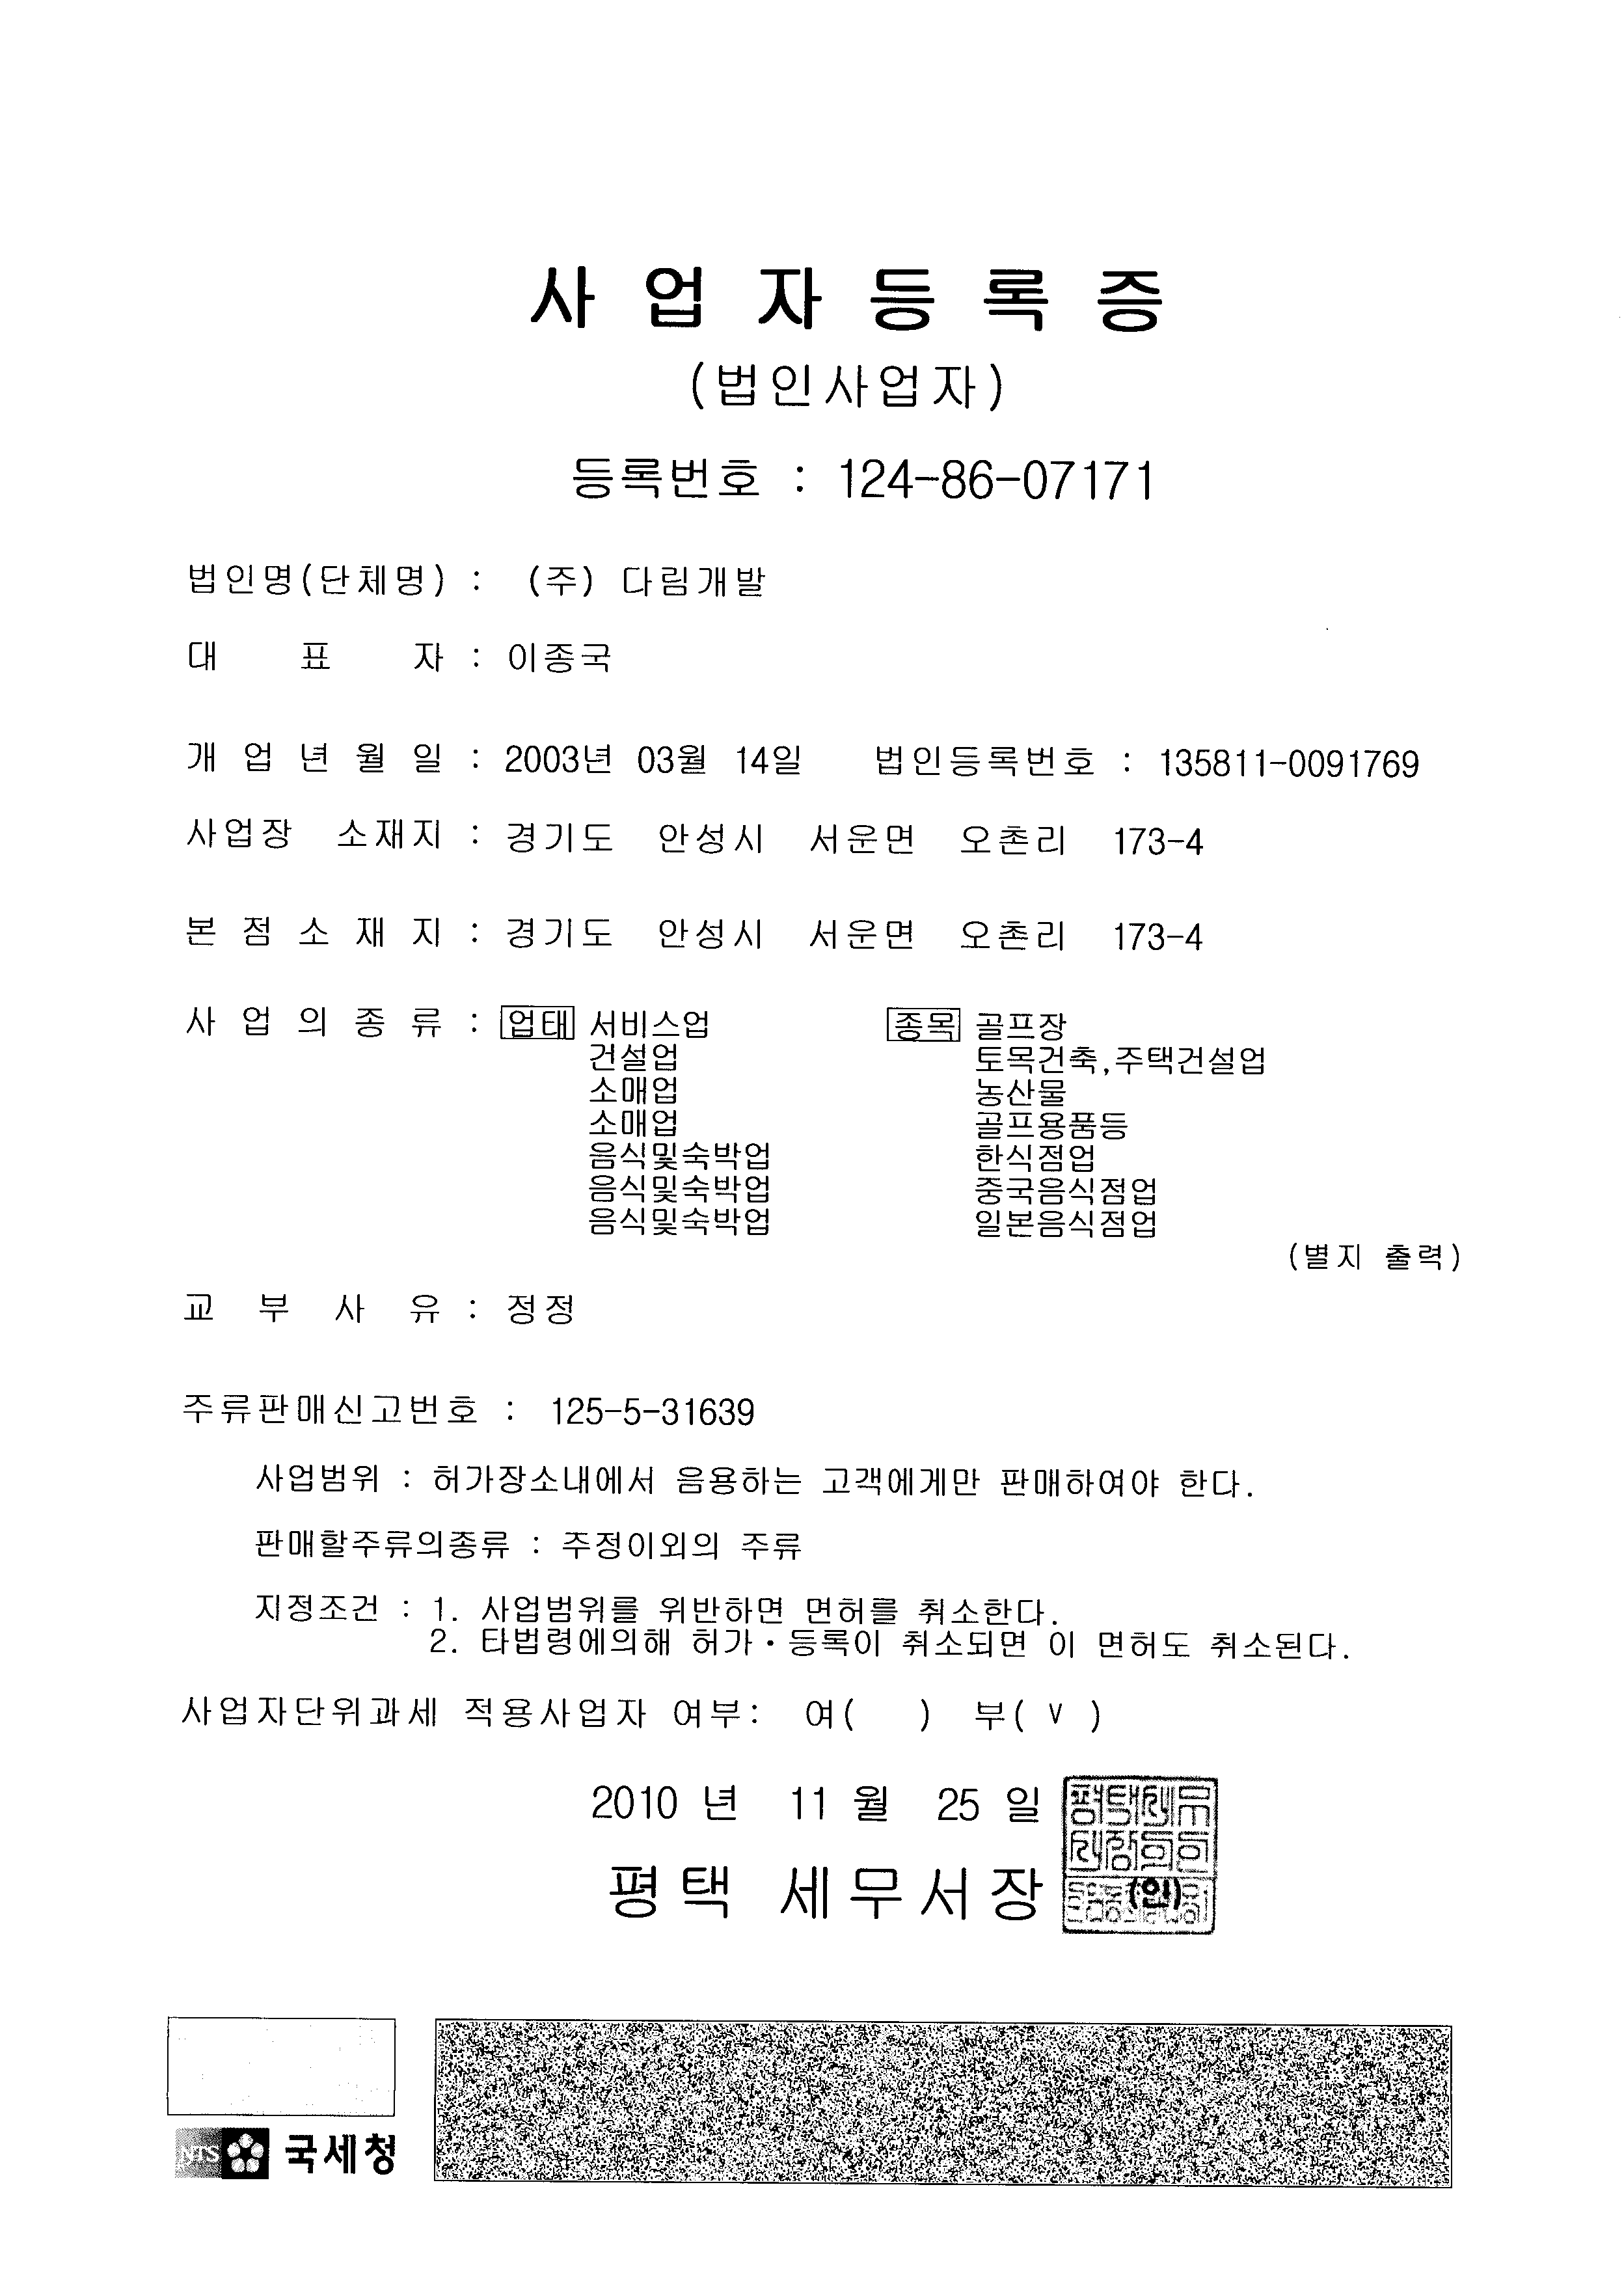 사업자등록증
(법인사업자)
등록번호 : 124-86-07171
법인명(단체명) : (주) 다림개발
대 표 자 : 이종국
개 업 년 월 일 : 2003년 03월 14일 법인등록번호 : 135811-0091769
사업장 소재지 : 경기도 안성시 서운면 오촌리 173-4
본 점 소 재 지 : 경기도 안성시 서운면 오촌리 173-4
사 업 의 종 류 : 업태 서비스업 종목 골프장
건설업 토목건축,주택건설업
소매업 농산물
소매업 골프용품등
음식및숙박업 한식점업
음식및숙박업 중국음식점업
음식및숙박업 일본음식점업
(별지 출력)
교 부 사 유 : 정정
주류판매신고번호 : 125-5-31639
사업범위 : 허가장소내에서 음용하는 고객에게만 판매하여야 한다.
판매할주류의종류 : 주정이외의 주류
지정조건 : 1. 사업범위를 위반하면 면허를 취소한다.
2. 타법령에의해 허가·등록이 취소되면 이 면허도 취소된다.
사업자단위과세 적용사업자 여부: 여( ) 부( v )
2010 년 11 월 25 일
평택 세무서장 (인)
NTS 국세청